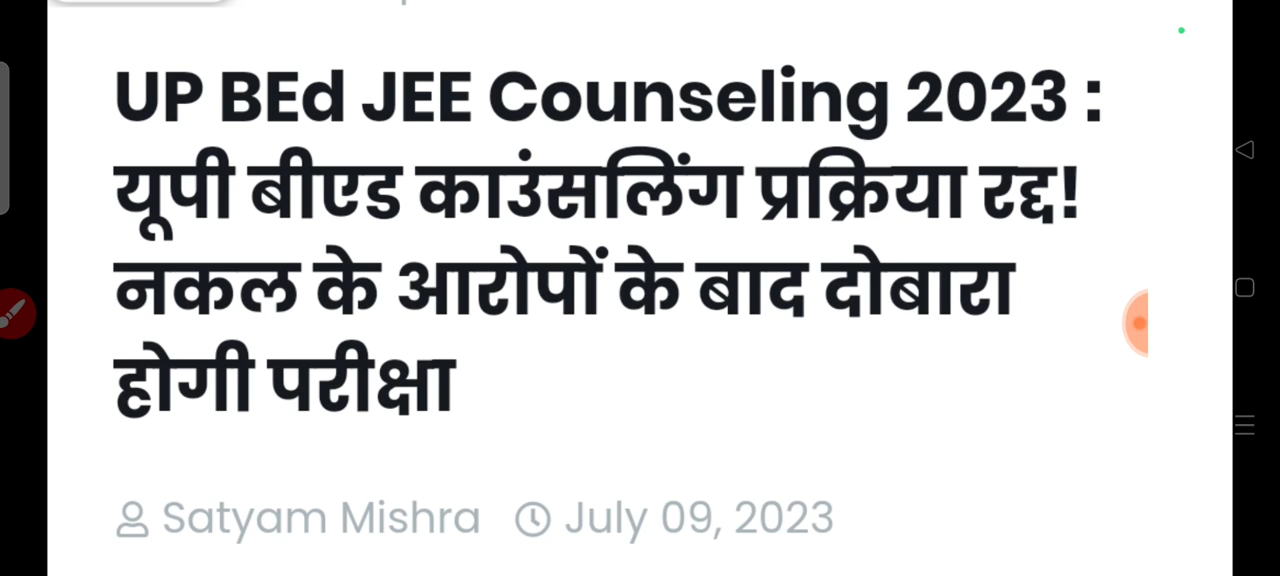 UP BEd JEE Counseling 2023 :
यूपी बीएड काउंसलिंग प्रक्रिया रद्द!
नकल के आरोपों के बाद दोबारा
होगी परीक्षा
Satyam Mishra July 09, 2023